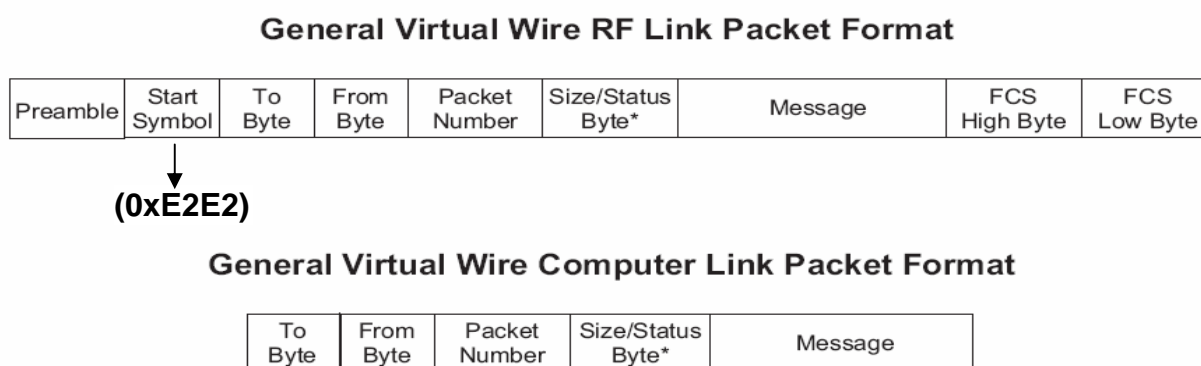 General Virtual Wire RF Link Packet Format
Preamble Start To From Packet Size/Status Message FCS FCS
Symbol Byte Byte Number Byte* High Byte Low Byte
(0xE2E2)
General Virtual Wire Computer Link Packet Format
To From Packet Size/Status Message
Byte Byte Number Byte*